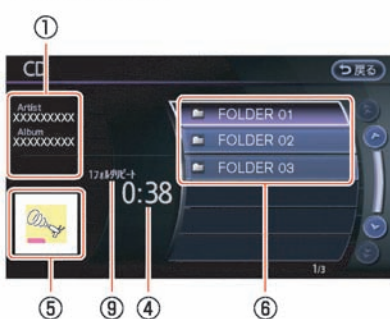 ①
CD
戻る
Artist
XXXXXXXXX
Album
XXXXXXXXX
FOLDER 01
FOLDER 02
FOLDER 03
1フォルダリピート
0:38
1/3
⑤ ⑨ ④ ⑥